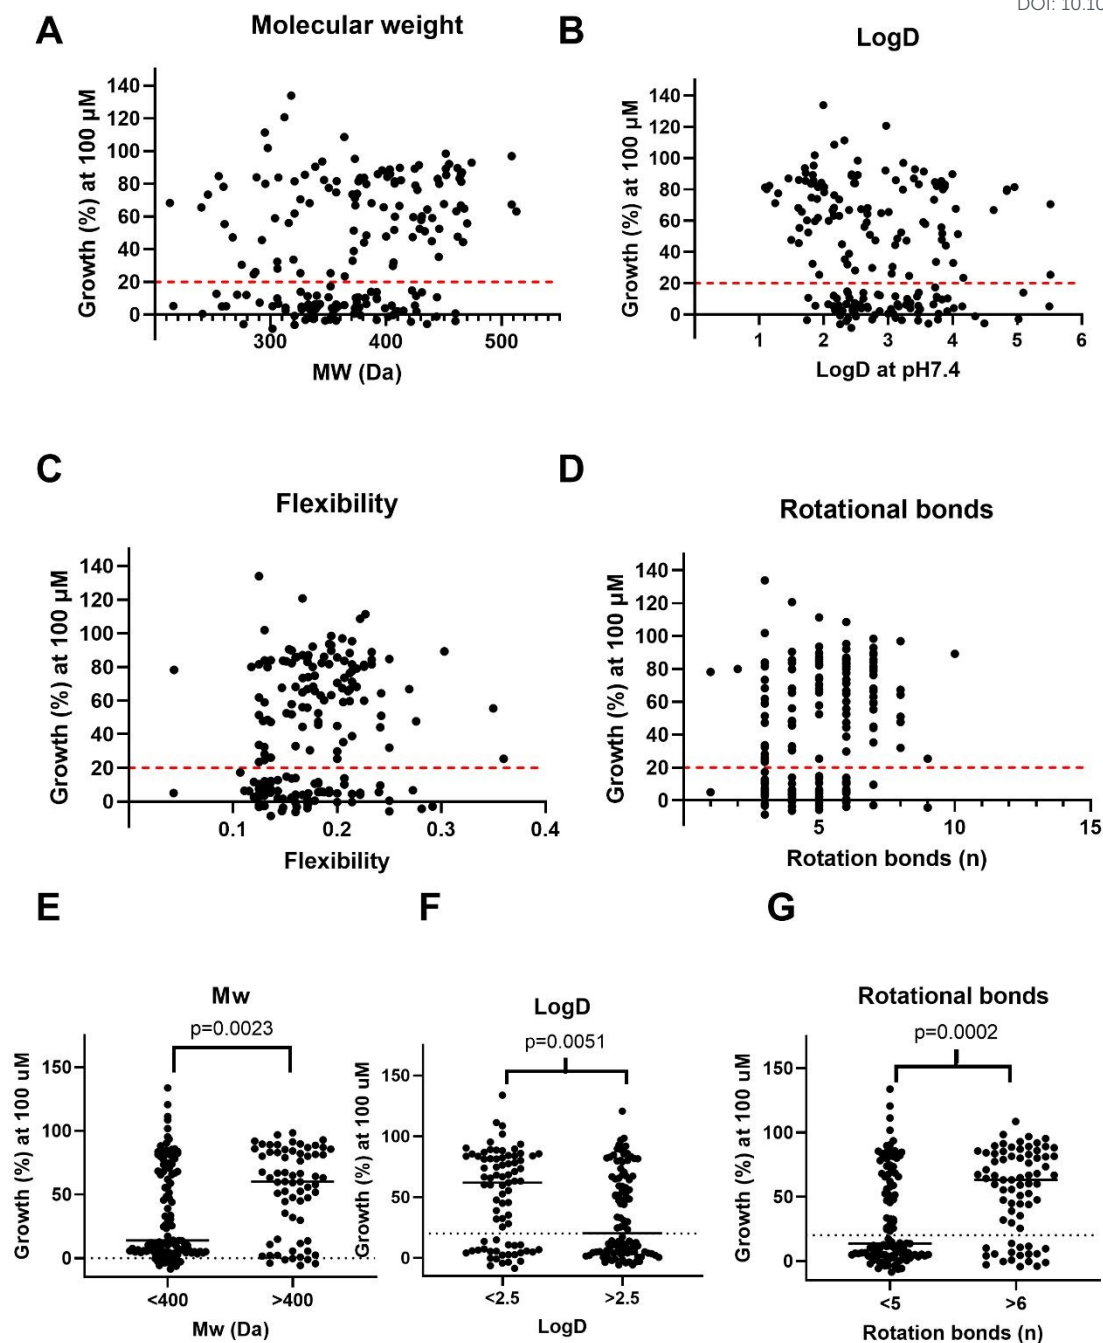 DOI: 10.10
A
Molecular weight
Growth (%) at 100 µM
140
120
100
80
60
40
20
0
300
400
500
MW (Da)
B
LogD
Growth (%) at 100 µM
140
120
100
80
60
40
20
0
1
2
3
4
5
6
LogD at pH7.4
C
Flexibility
Growth (%) at 100 µM
140
120
100
80
60
40
20
0
0.1
0.2
0.3
0.4
Flexibility
D
Rotational bonds
Growth (%) at 100 µM
140
120
100
80
60
40
20
0
5
10
15
Rotation bonds (n)
E
Mw
p=0.0023
Growth (%) at 100 uM
150
100
50
0
<400
>400
Mw (Da)
F
LogD
p=0.0051
Growth (%) at 100 uM
150
100
50
0
<2.5
>2.5
LogD
G
Rotational bonds
p=0.0002
Growth (%) at 100 uM
150
100
50
0
<5
>6
Rotation bonds (n)